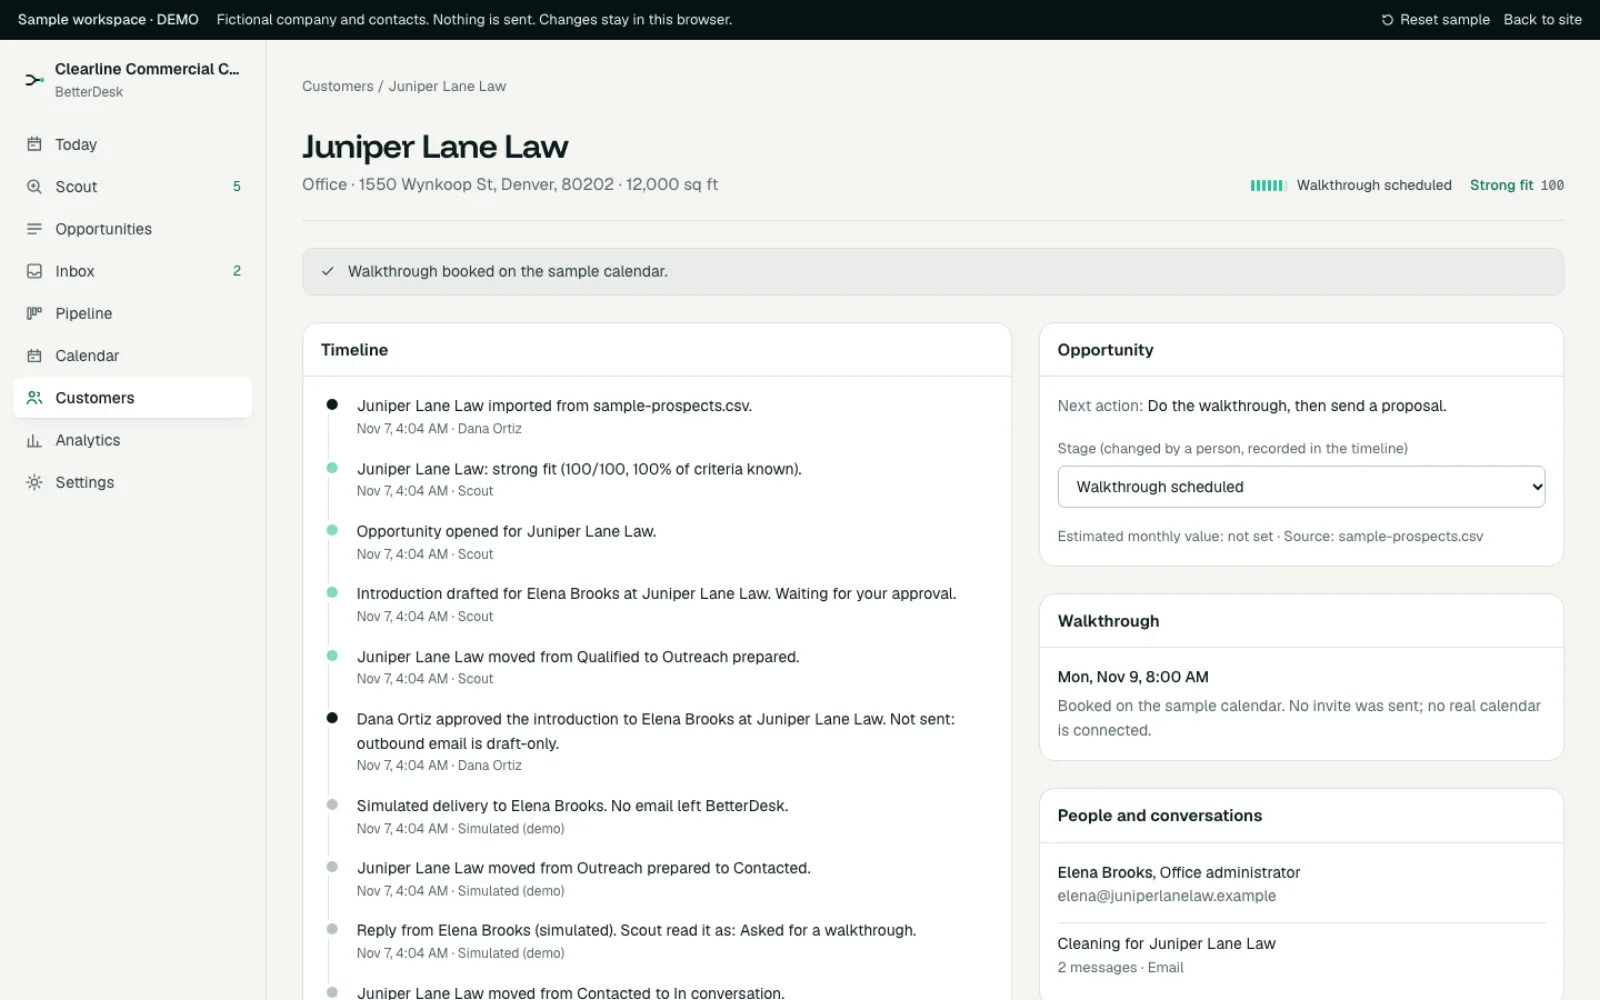 Sample workspace · DEMO Fictional company and contacts. Nothing is sent. Changes stay in this browser. Reset sample Back to site
Clearline Commercial C...
BetterDesk
Today
Scout 5
Opportunities
Inbox 2
Pipeline
Calendar
Customers
Analytics
Settings
Customers / Juniper Lane Law
Juniper Lane Law
Office · 1550 Wynkoop St, Denver, 80202 · 12,000 sq ft
Walkthrough scheduled Strong fit 100
Walkthrough booked on the sample calendar.
Timeline
Juniper Lane Law imported from sample-prospects.csv.
Nov 7, 4:04 AM · Dana Ortiz
Juniper Lane Law: strong fit (100/100, 100% of criteria known).
Nov 7, 4:04 AM · Scout
Opportunity opened for Juniper Lane Law.
Nov 7, 4:04 AM · Scout
Introduction drafted for Elena Brooks at Juniper Lane Law. Waiting for your approval.
Nov 7, 4:04 AM · Scout
Juniper Lane Law moved from Qualified to Outreach prepared.
Nov 7, 4:04 AM · Scout
Dana Ortiz approved the introduction to Elena Brooks at Juniper Lane Law. Not sent:
outbound email is draft-only.
Nov 7, 4:04 AM · Dana Ortiz
Simulated delivery to Elena Brooks. No email left BetterDesk.
Nov 7, 4:04 AM · Simulated (demo)
Juniper Lane Law moved from Outreach prepared to Contacted.
Nov 7, 4:04 AM · Simulated (demo)
Reply from Elena Brooks (simulated). Scout read it as: Asked for a walkthrough.
Nov 7, 4:04 AM · Simulated (demo)
Juniper Lane Law moved from Contacted to In conversation.
Opportunity
Next action: Do the walkthrough, then send a proposal.
Stage (changed by a person, recorded in the timeline)
Walkthrough scheduled
Estimated monthly value: not set · Source: sample-prospects.csv
Walkthrough
Mon, Nov 9, 8:00 AM
Booked on the sample calendar. No invite was sent; no real calendar
is connected.
People and conversations
Elena Brooks, Office administrator
elena@juniperlanelaw.example
Cleaning for Juniper Lane Law
2 messages · Email